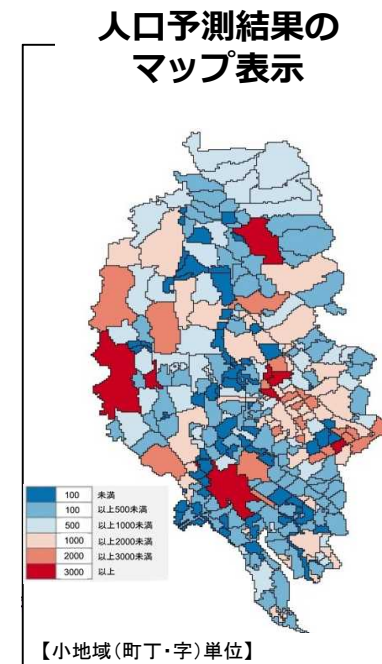 人口予測結果の
マップ表示
100 未満
100 以上500未満
500 以上1000未満
1000 以上2000未満
2000 以上3000未満
3000 以上
【小地域(町丁・字)単位】